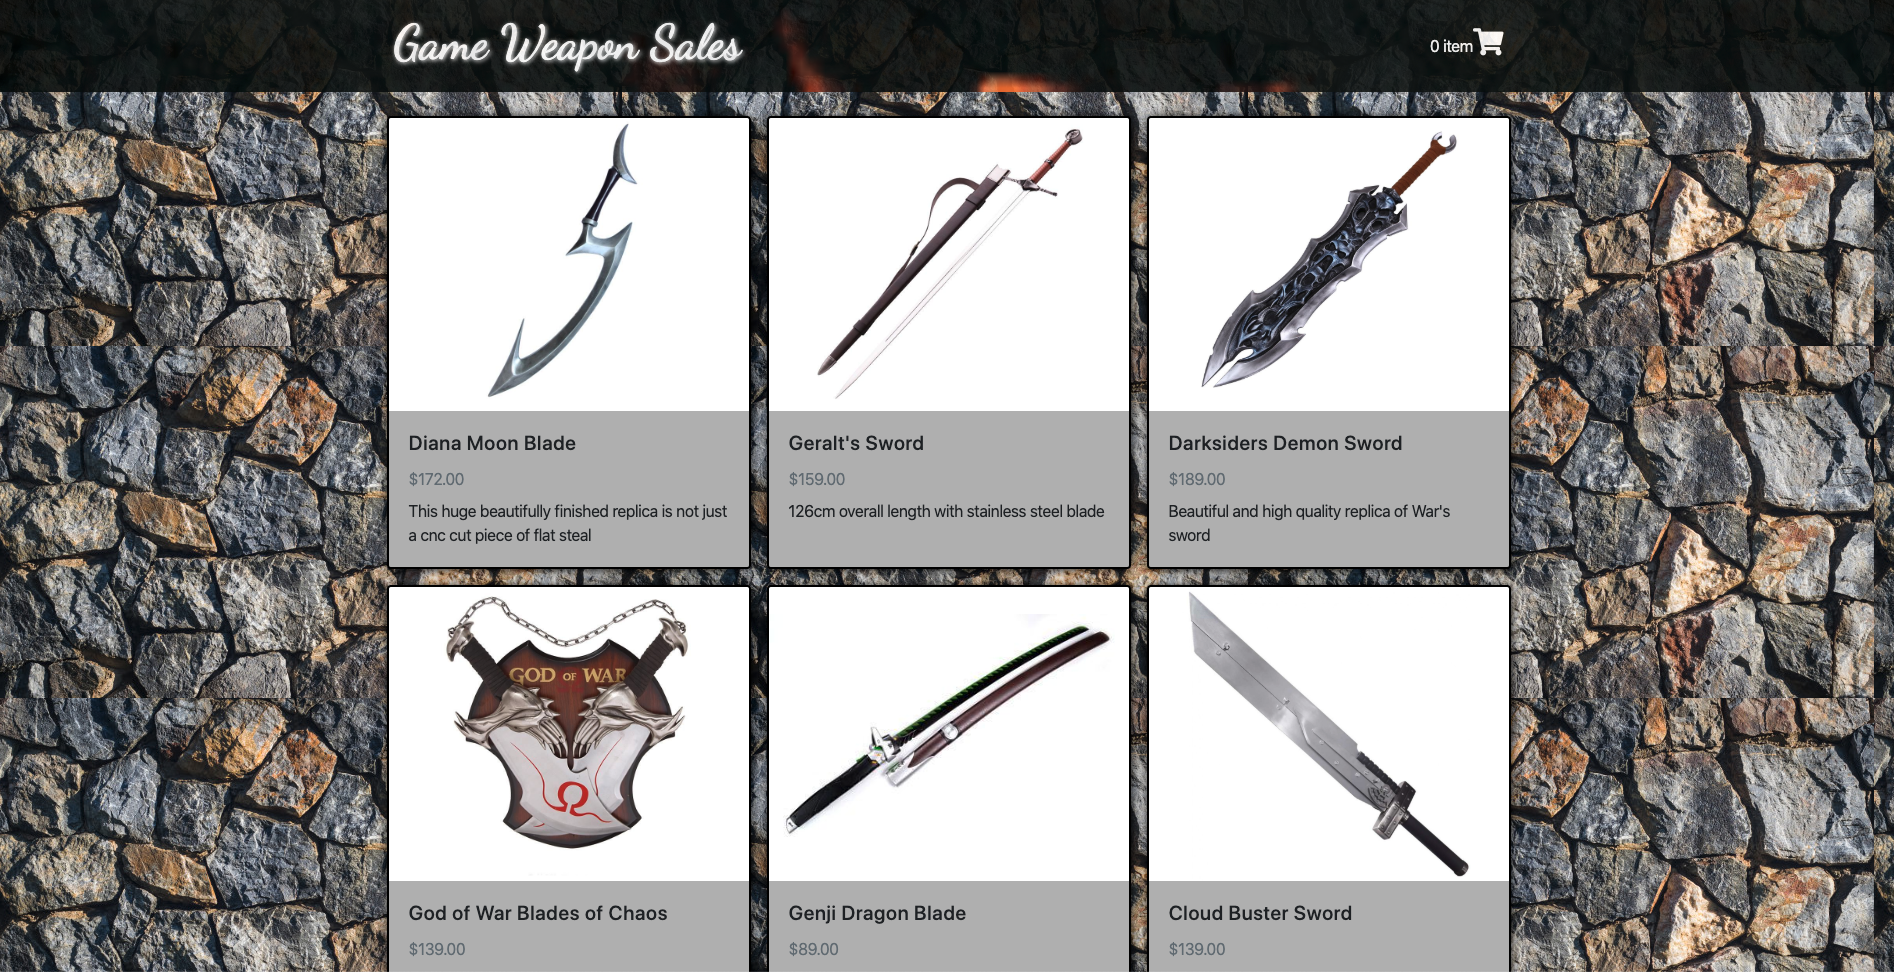 Game Weapon Sales
0 item
Diana Moon Blade
$172.00
This huge beautifully finished replica is not just
a cnc cut piece of flat steal
Geralt's Sword
$159.00
126cm overall length with stainless steel blade
Darksiders Demon Sword
$189.00
Beautiful and high quality replica of War's
sword
GOD OF WAR
God of War Blades of Chaos
$139.00
Genji Dragon Blade
$89.00
Cloud Buster Sword
$139.00